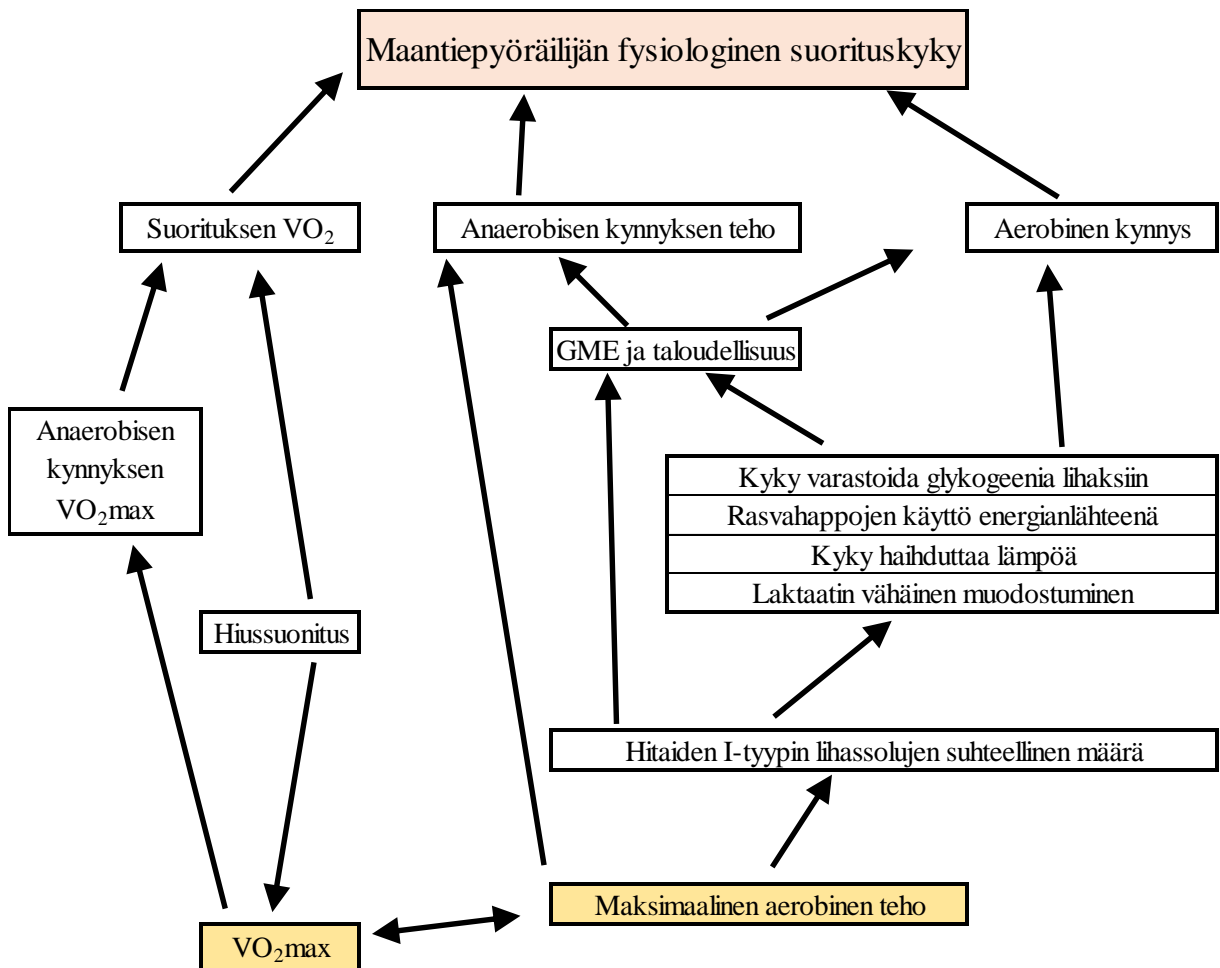 Maantiepyöräilijän fysiologinen suorituskyky
Suorituksen VO₂
Anaerobisen kynnyksen teho
Aerobinen kynnys
GME ja taloudellisuus
Anaerobisen
kynnyksen
VO₂max
Kyky varastoida glykogeenia lihaksiin
Rasvahappojen käyttö energianlähteenä
Kyky haihduttaa lämpöä
Laktaatin vähäinen muodostuminen
Hiussuonitus
Hitaiden I-tyypin lihassolujen suhteellinen määrä
Maksimaalinen aerobinen teho
VO₂max